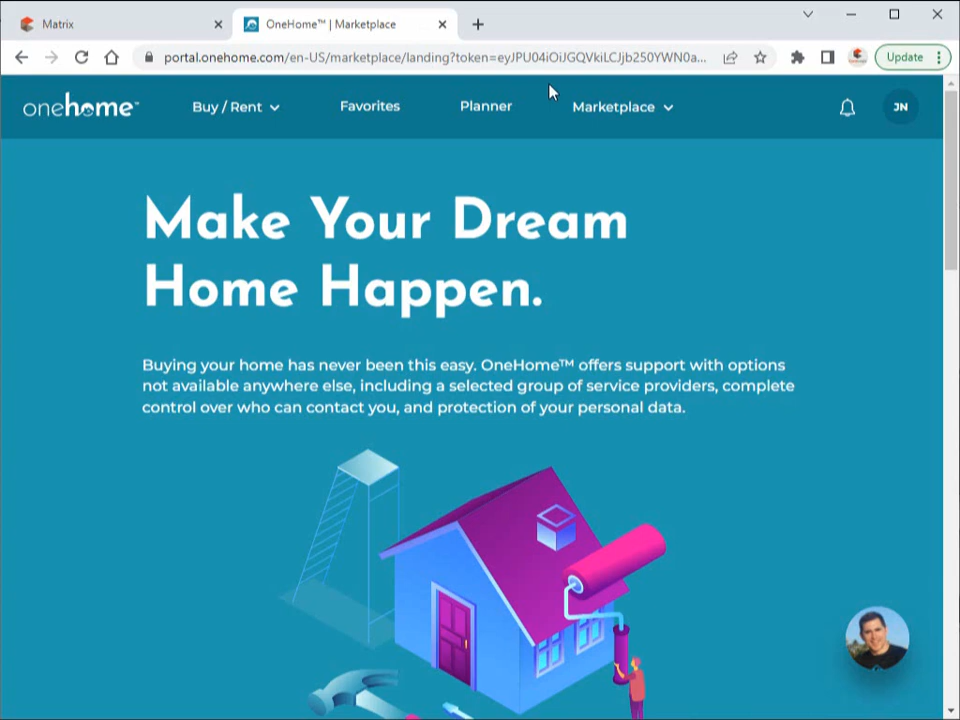 Matrix
OneHome™ | Marketplace
portal.onehome.com/en-US/marketplace/landing?token=eyJPU04iOiJGQVkiLCJjb250YWN0a...
Update
onehome™
Buy / Rent
Favorites
Planner
Marketplace
JN
Make Your Dream
Home Happen.
Buying your home has never been this easy. OneHome™ offers support with options
not available anywhere else, including a selected group of service providers, complete
control over who can contact you, and protection of your personal data.